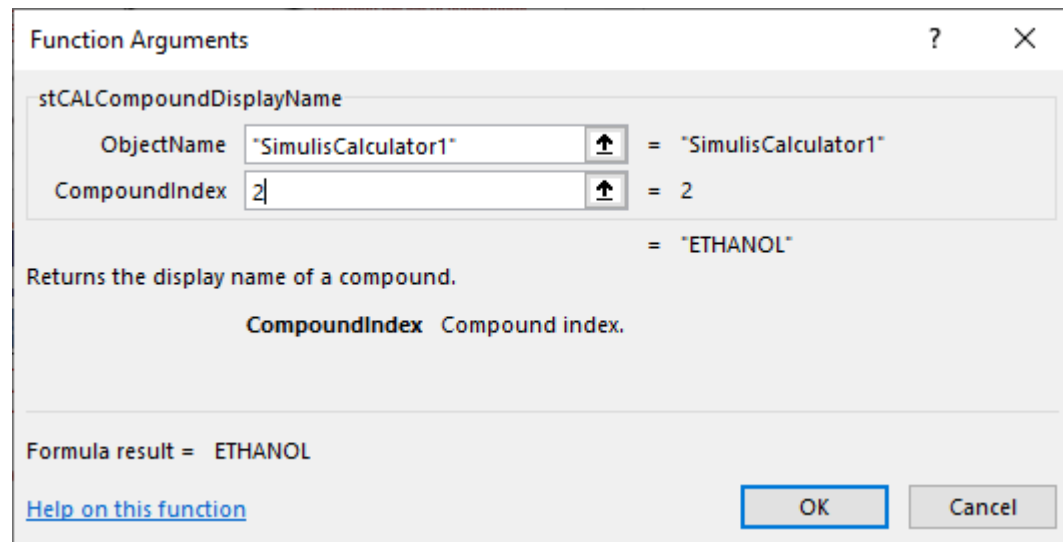 Function Arguments ? ×
stCALCompoundDisplayName
ObjectName "SimulisCalculator1" = "SimulisCalculator1"
CompoundIndex 2 = 2
= "ETHANOL"
Returns the display name of a compound.
CompoundIndex Compound index.
Formula result = ETHANOL
Help on this function OK Cancel